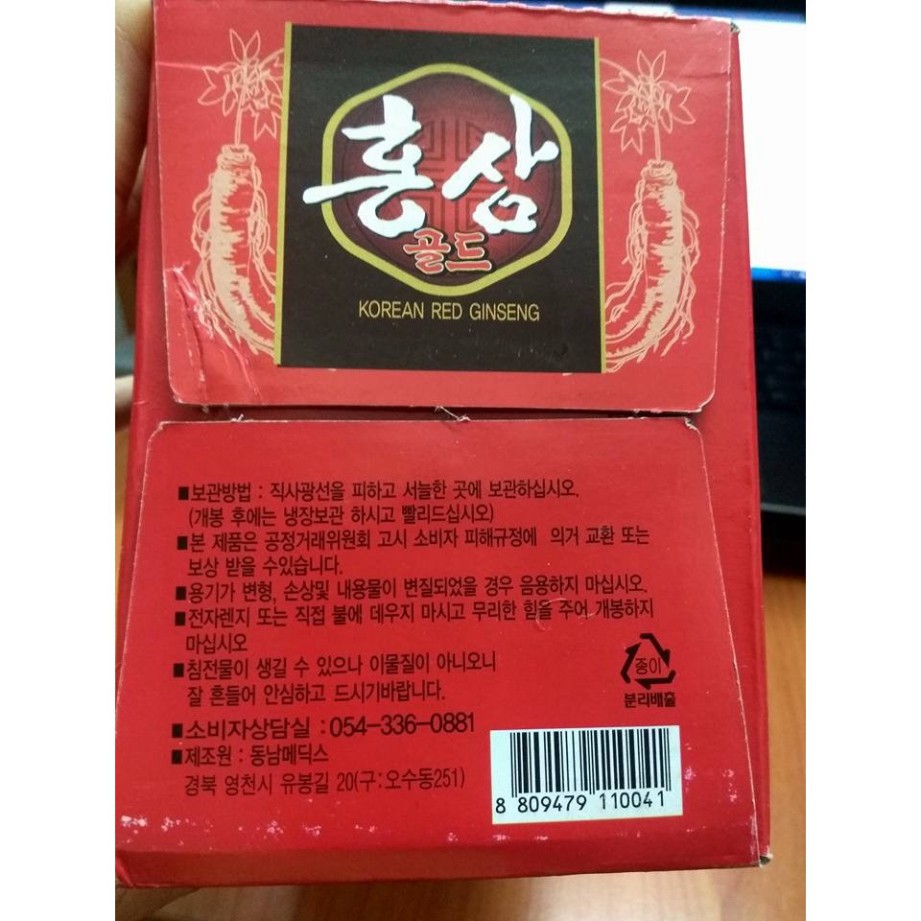 홍삼
골드
KOREAN RED GINSENG
■보관방법 : 직사광선을 피하고 서늘한 곳에 보관하십시오.
(개봉 후에는 냉장보관 하시고 빨리드십시오)
■본 제품은 공정거래위원회 고시 소비자 피해규정에 의거 교환 또는
보상 받을 수있습니다.
■용기가 변형, 손상및 내용물이 변질되었을 경우 음용하지 마십시오.
■전자렌지 또는 직접 불에 데우지 마시고 무리한 힘을 주어 개봉하지
마십시오
■침전물이 생길 수 있으나 이물질이 아니오니
잘 흔들어 안심하고 드시기바랍니다.
종이
분리배출
■소비자상담실 : 054-336-0881
■제조원 : 동남메딕스
경북 영천시 유봉길 20(구:오수동251)
8 809479 110041